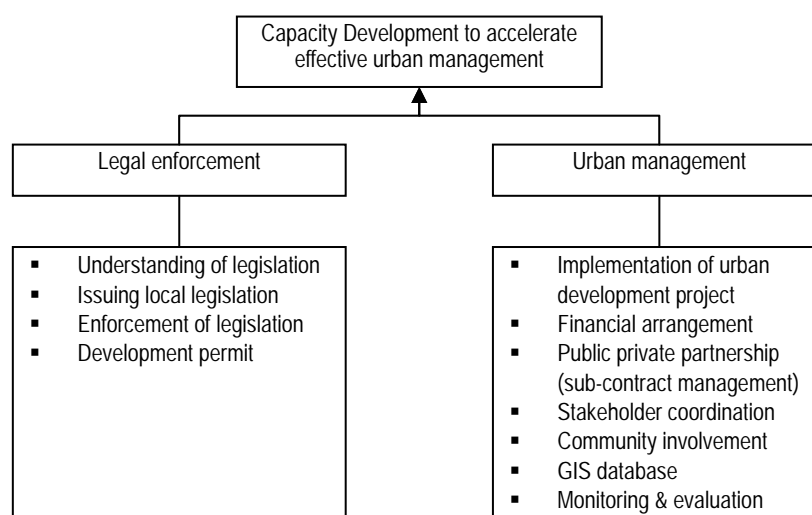 Capacity Development to accelerate
effective urban management
Legal enforcement
Urban management
▪ Understanding of legislation
▪ Issuing local legislation
▪ Enforcement of legislation
▪ Development permit
▪ Implementation of urban
development project
▪ Financial arrangement
▪ Public private partnership
(sub-contract management)
▪ Stakeholder coordination
▪ Community involvement
▪ GIS database
▪ Monitoring & evaluation